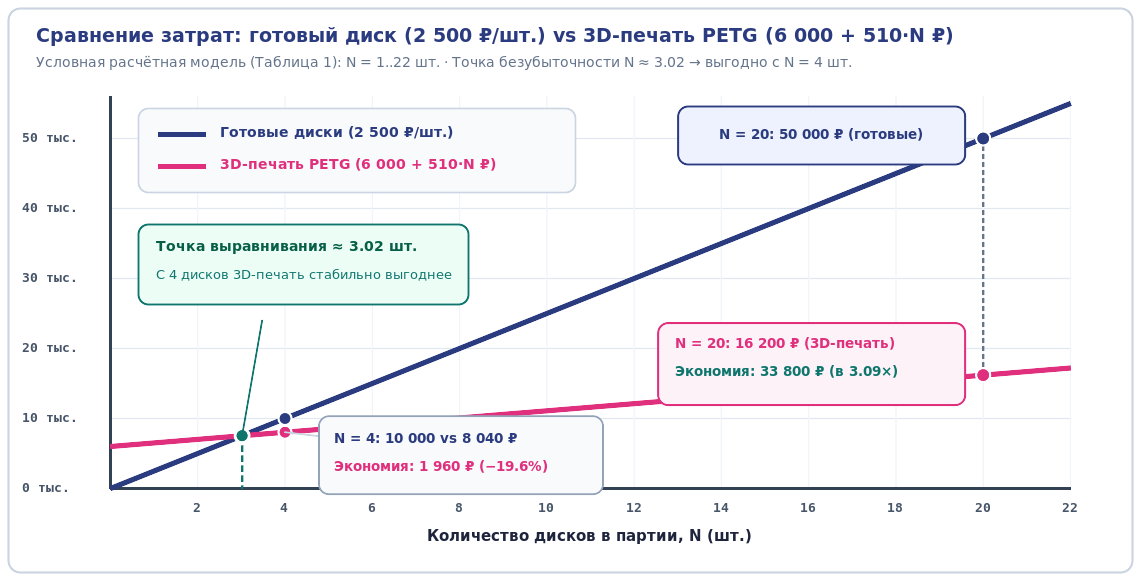 Сравнение затрат: готовый диск (2 500 ₽/шт.) vs 3D-печать PETG (6 000 + 510·N ₽)
Условная расчётная модель (Таблица 1): N = 1..22 шт. · Точка безубыточности N ≈ 3.02 → выгодно с N = 4 шт.
Готовые диски (2 500 ₽/шт.)
3D-печать PETG (6 000 + 510·N ₽)
N = 20: 50 000 ₽ (готовые)
50 тыс.
40 тыс.
Точка выравнивания ≈ 3.02 шт.
С 4 дисков 3D-печать стабильно выгоднее
30 тыс.
20 тыс.
N = 20: 16 200 ₽ (3D-печать)
Экономия: 33 800 ₽ (в 3.09×)
10 тыс.
N = 4: 10 000 vs 8 040 ₽
Экономия: 1 960 ₽ (−19.6%)
0 тыс.
2 4 6 8 10 12 14 16 18 20 22
Количество дисков в партии, N (шт.)